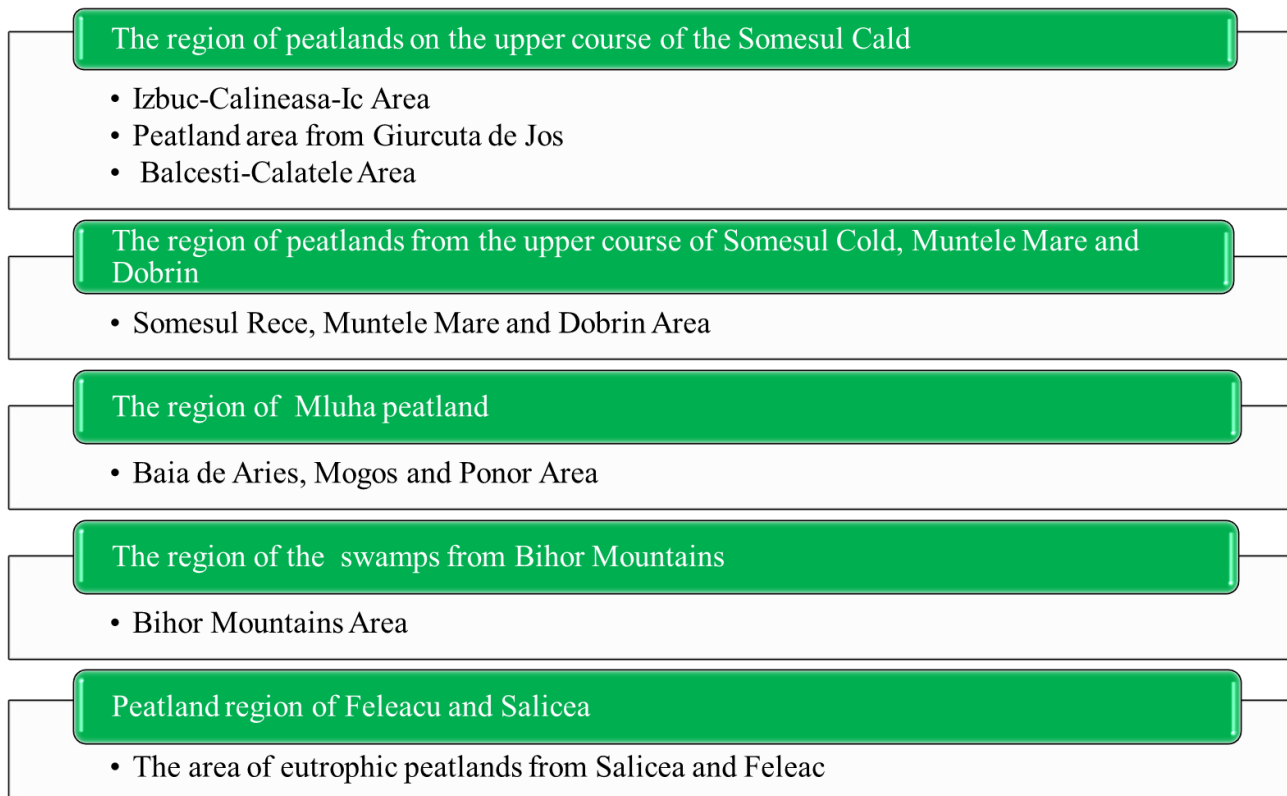 The region of peatlands on the upper course of the Somesul Cald
• Izbuc-Calineasa-Ic Area
• Peatland area from Giurcuta de Jos
• Balcesti-Calatele Area
The region of peatlands from the upper course of Somesul Cold, Muntele Mare and
Dobrin
• Somesul Rece, Muntele Mare and Dobrin Area
The region of Mluha peatland
• Baia de Aries, Mogos and Ponor Area
The region of the swamps from Bihor Mountains
• Bihor Mountains Area
Peatland region of Feleacu and Salicea
• The area of eutrophic peatlands from Salicea and Feleac